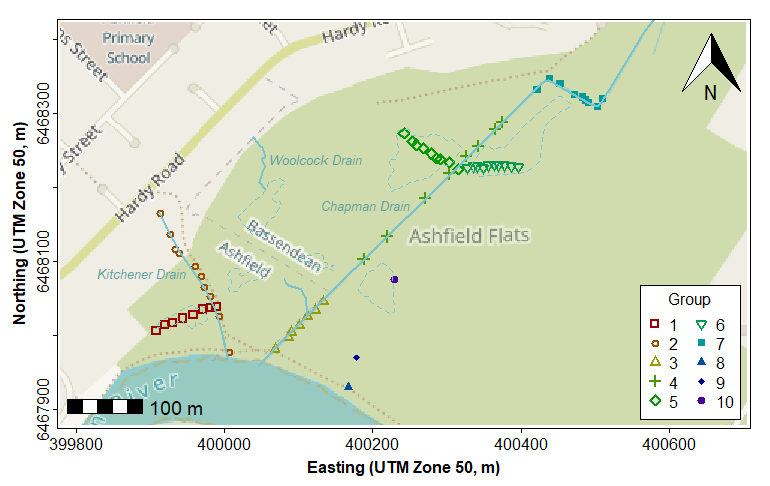 Primary
School
Hardy Road
Street
Street
Hardy Road
Woolcock Drain
Chapman Drain
Ashfield Flats
Bassendean
Ashfield
Kitchener Drain
River
N
100 m
Group
1 6
2 7
3 8
4 9
5 10
6468300
6468100
6467900
Northing (UTM Zone 50, m)
399800 400000 400200 400400 400600
Easting (UTM Zone 50, m)